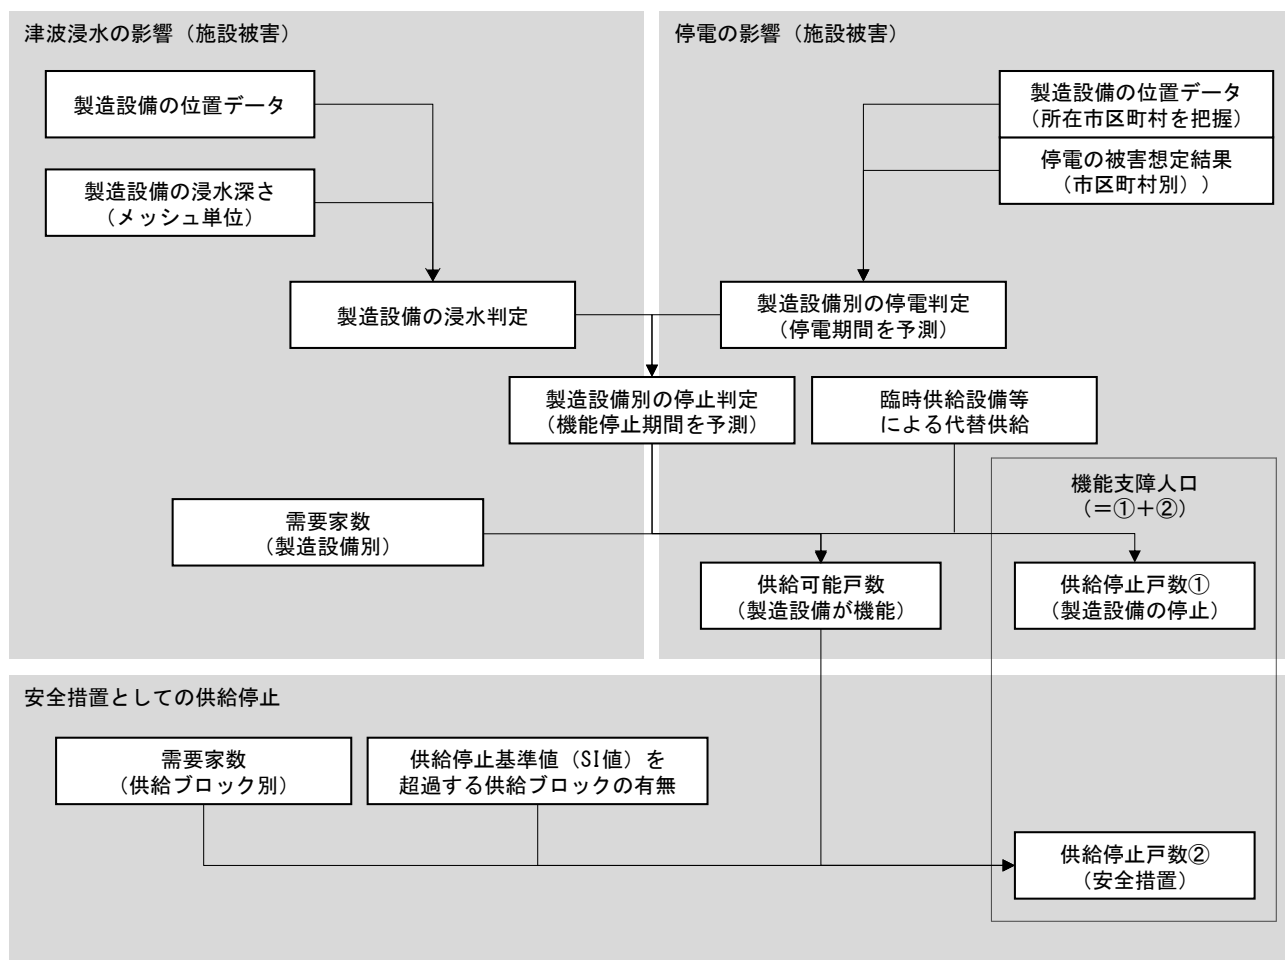 津波浸水の影響（施設被害）
製造設備の位置データ
製造設備の浸水深さ
（メッシュ単位）
製造設備の浸水判定
停電の影響（施設被害）
製造設備の位置データ
（所在市区町村を把握）
停電の被害想定結果
（市区町村別））
製造設備別の停電判定
（停電期間を予測）
製造設備別の停止判定
（機能停止期間を予測）
臨時供給設備等
による代替供給
機能支障人口
（＝①＋②）
需要家数
（製造設備別）
供給可能戸数
（製造設備が機能）
供給停止戸数①
（製造設備の停止）
安全措置としての供給停止
需要家数
（供給ブロック別）
供給停止基準値（SI値）を
超過する供給ブロックの有無
供給停止戸数②
（安全措置）